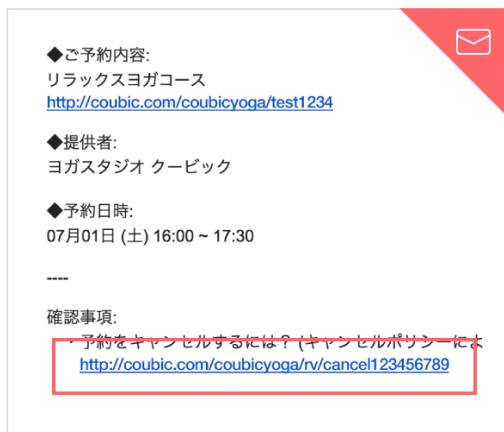 ◆ご予約内容:
リラックスヨガコース
http://coubic.com/coubicyoga/test1234
◆提供者:
ヨガスタジオ クービック
◆予約日時:
07月01日 (土) 16:00 ~ 17:30
----
確認事項:
・予約をキャンセルするには？ (キャンセルポリシーによ
http://coubic.com/coubicyoga/rv/cancel123456789